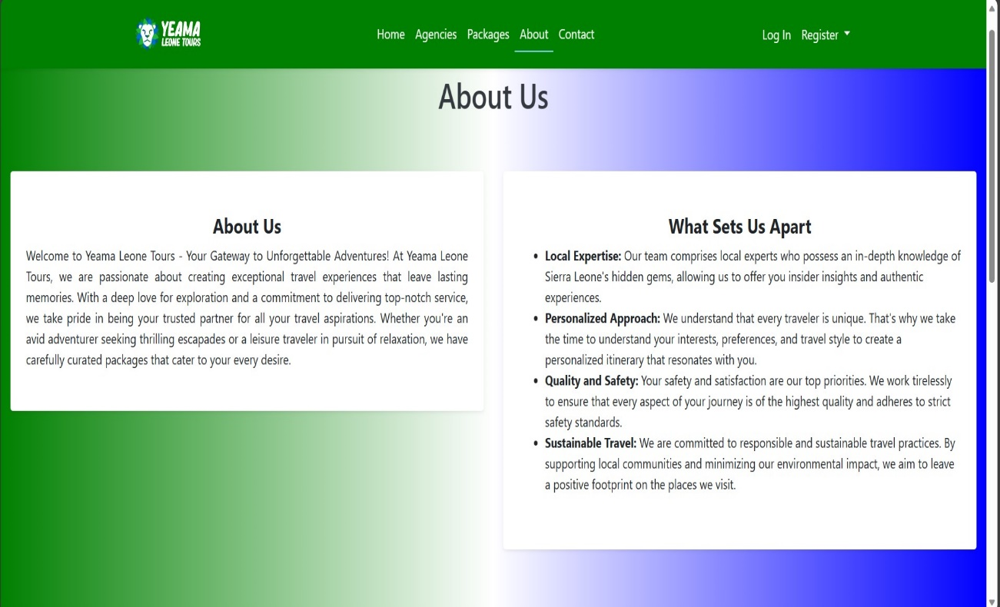 YEAMA
LEONE TOURS
Home Agencies Packages About Contact
Log In Register
About Us
About Us
Welcome to Yeama Leone Tours - Your Gateway to Unforgettable Adventures! At Yeama Leone
Tours, we are passionate about creating exceptional travel experiences that leave lasting
memories. With a deep love for exploration and a commitment to delivering top-notch service,
we take pride in being your trusted partner for all your travel aspirations. Whether you're an
avid adventurer seeking thrilling escapades or a leisure traveler in pursuit of relaxation, we have
carefully curated packages that cater to your every desire.
What Sets Us Apart
• Local Expertise: Our team comprises local experts who possess an in-depth knowledge of
Sierra Leone's hidden gems, allowing us to offer you insider insights and authentic
experiences.
• Personalized Approach: We understand that every traveler is unique. That's why we take
the time to understand your interests, preferences, and travel style to create a
personalized itinerary that resonates with you.
• Quality and Safety: Your safety and satisfaction are our top priorities. We work tirelessly
to ensure that every aspect of your journey is of the highest quality and adheres to strict
safety standards.
• Sustainable Travel: We are committed to responsible and sustainable travel practices. By
supporting local communities and minimizing our environmental impact, we aim to leave
a positive footprint on the places we visit.